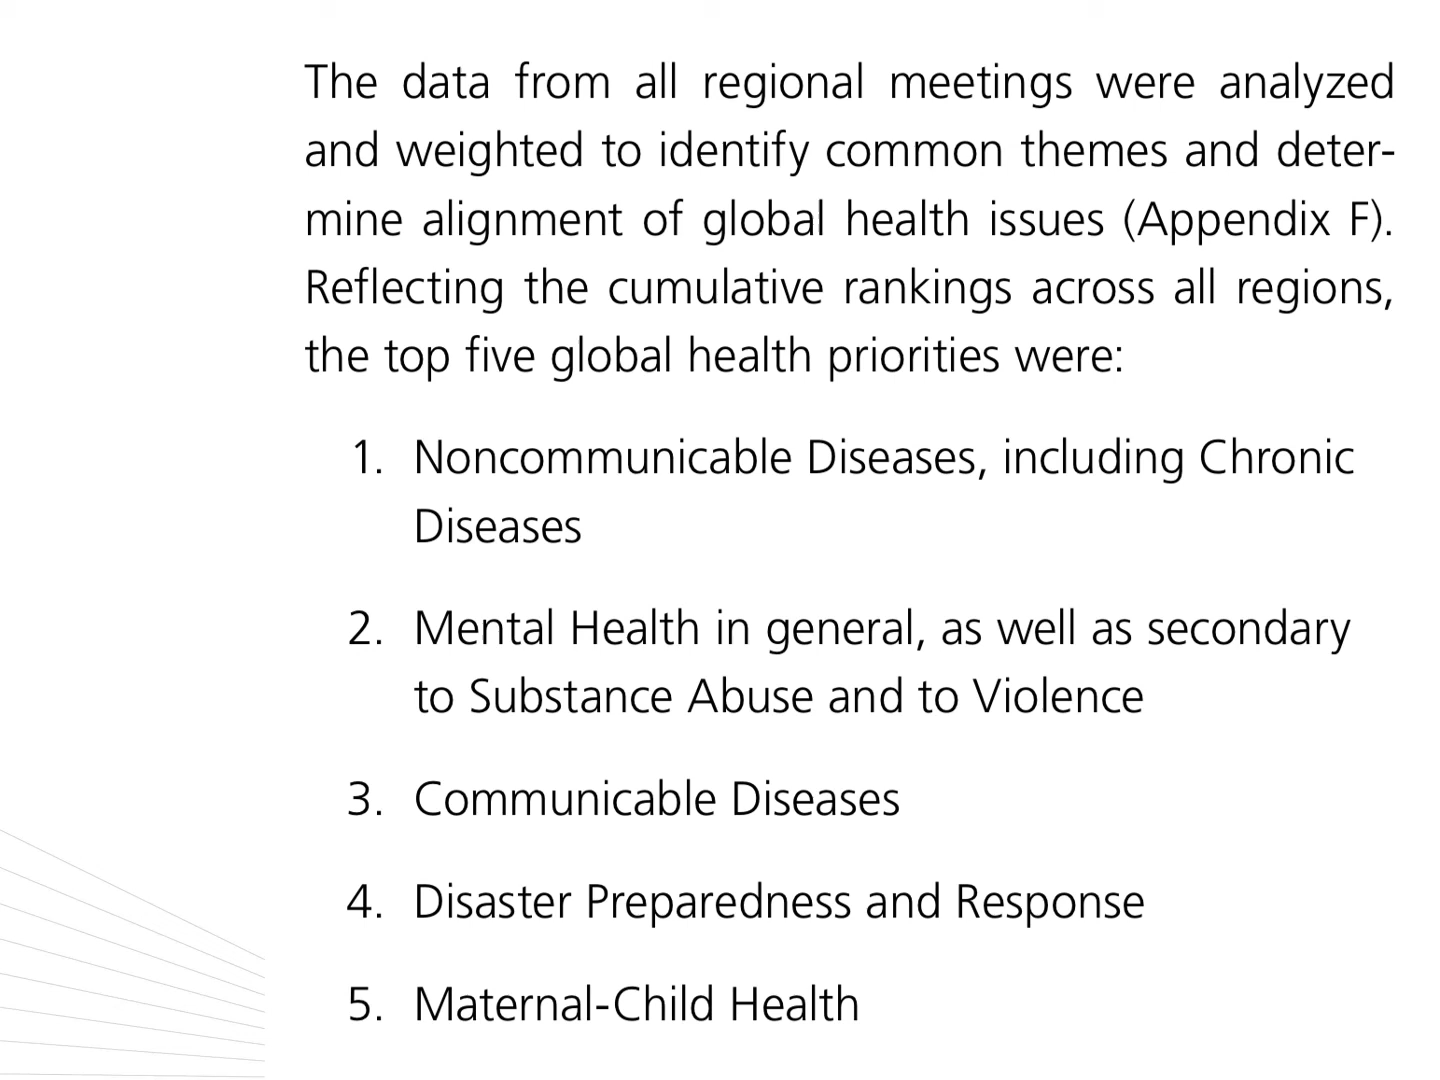 The data from all regional meetings were analyzed
and weighted to identify common themes and deter-
mine alignment of global health issues (Appendix F).
Reflecting the cumulative rankings across all regions,
the top five global health priorities were:
1. Noncommunicable Diseases, including Chronic
Diseases
2. Mental Health in general, as well as secondary
to Substance Abuse and to Violence
3. Communicable Diseases
4. Disaster Preparedness and Response
5. Maternal-Child Health